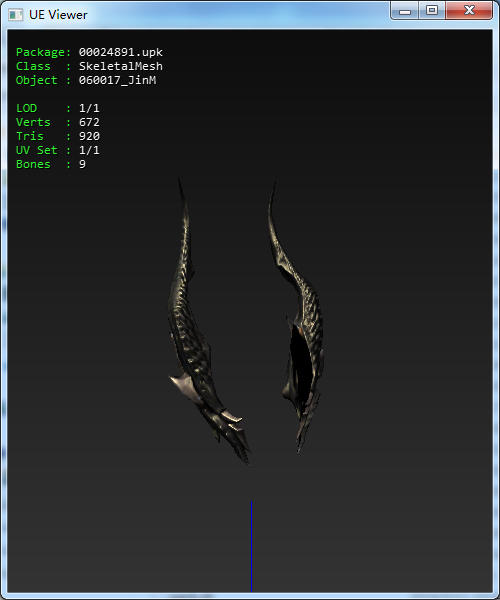 UE Viewer
Package: 00024891.upk
Class  : SkeletalMesh
Object : 060017_JinM
LOD    : 1/1
Verts  : 672
Tris   : 920
UV Set : 1/1
Bones  : 9